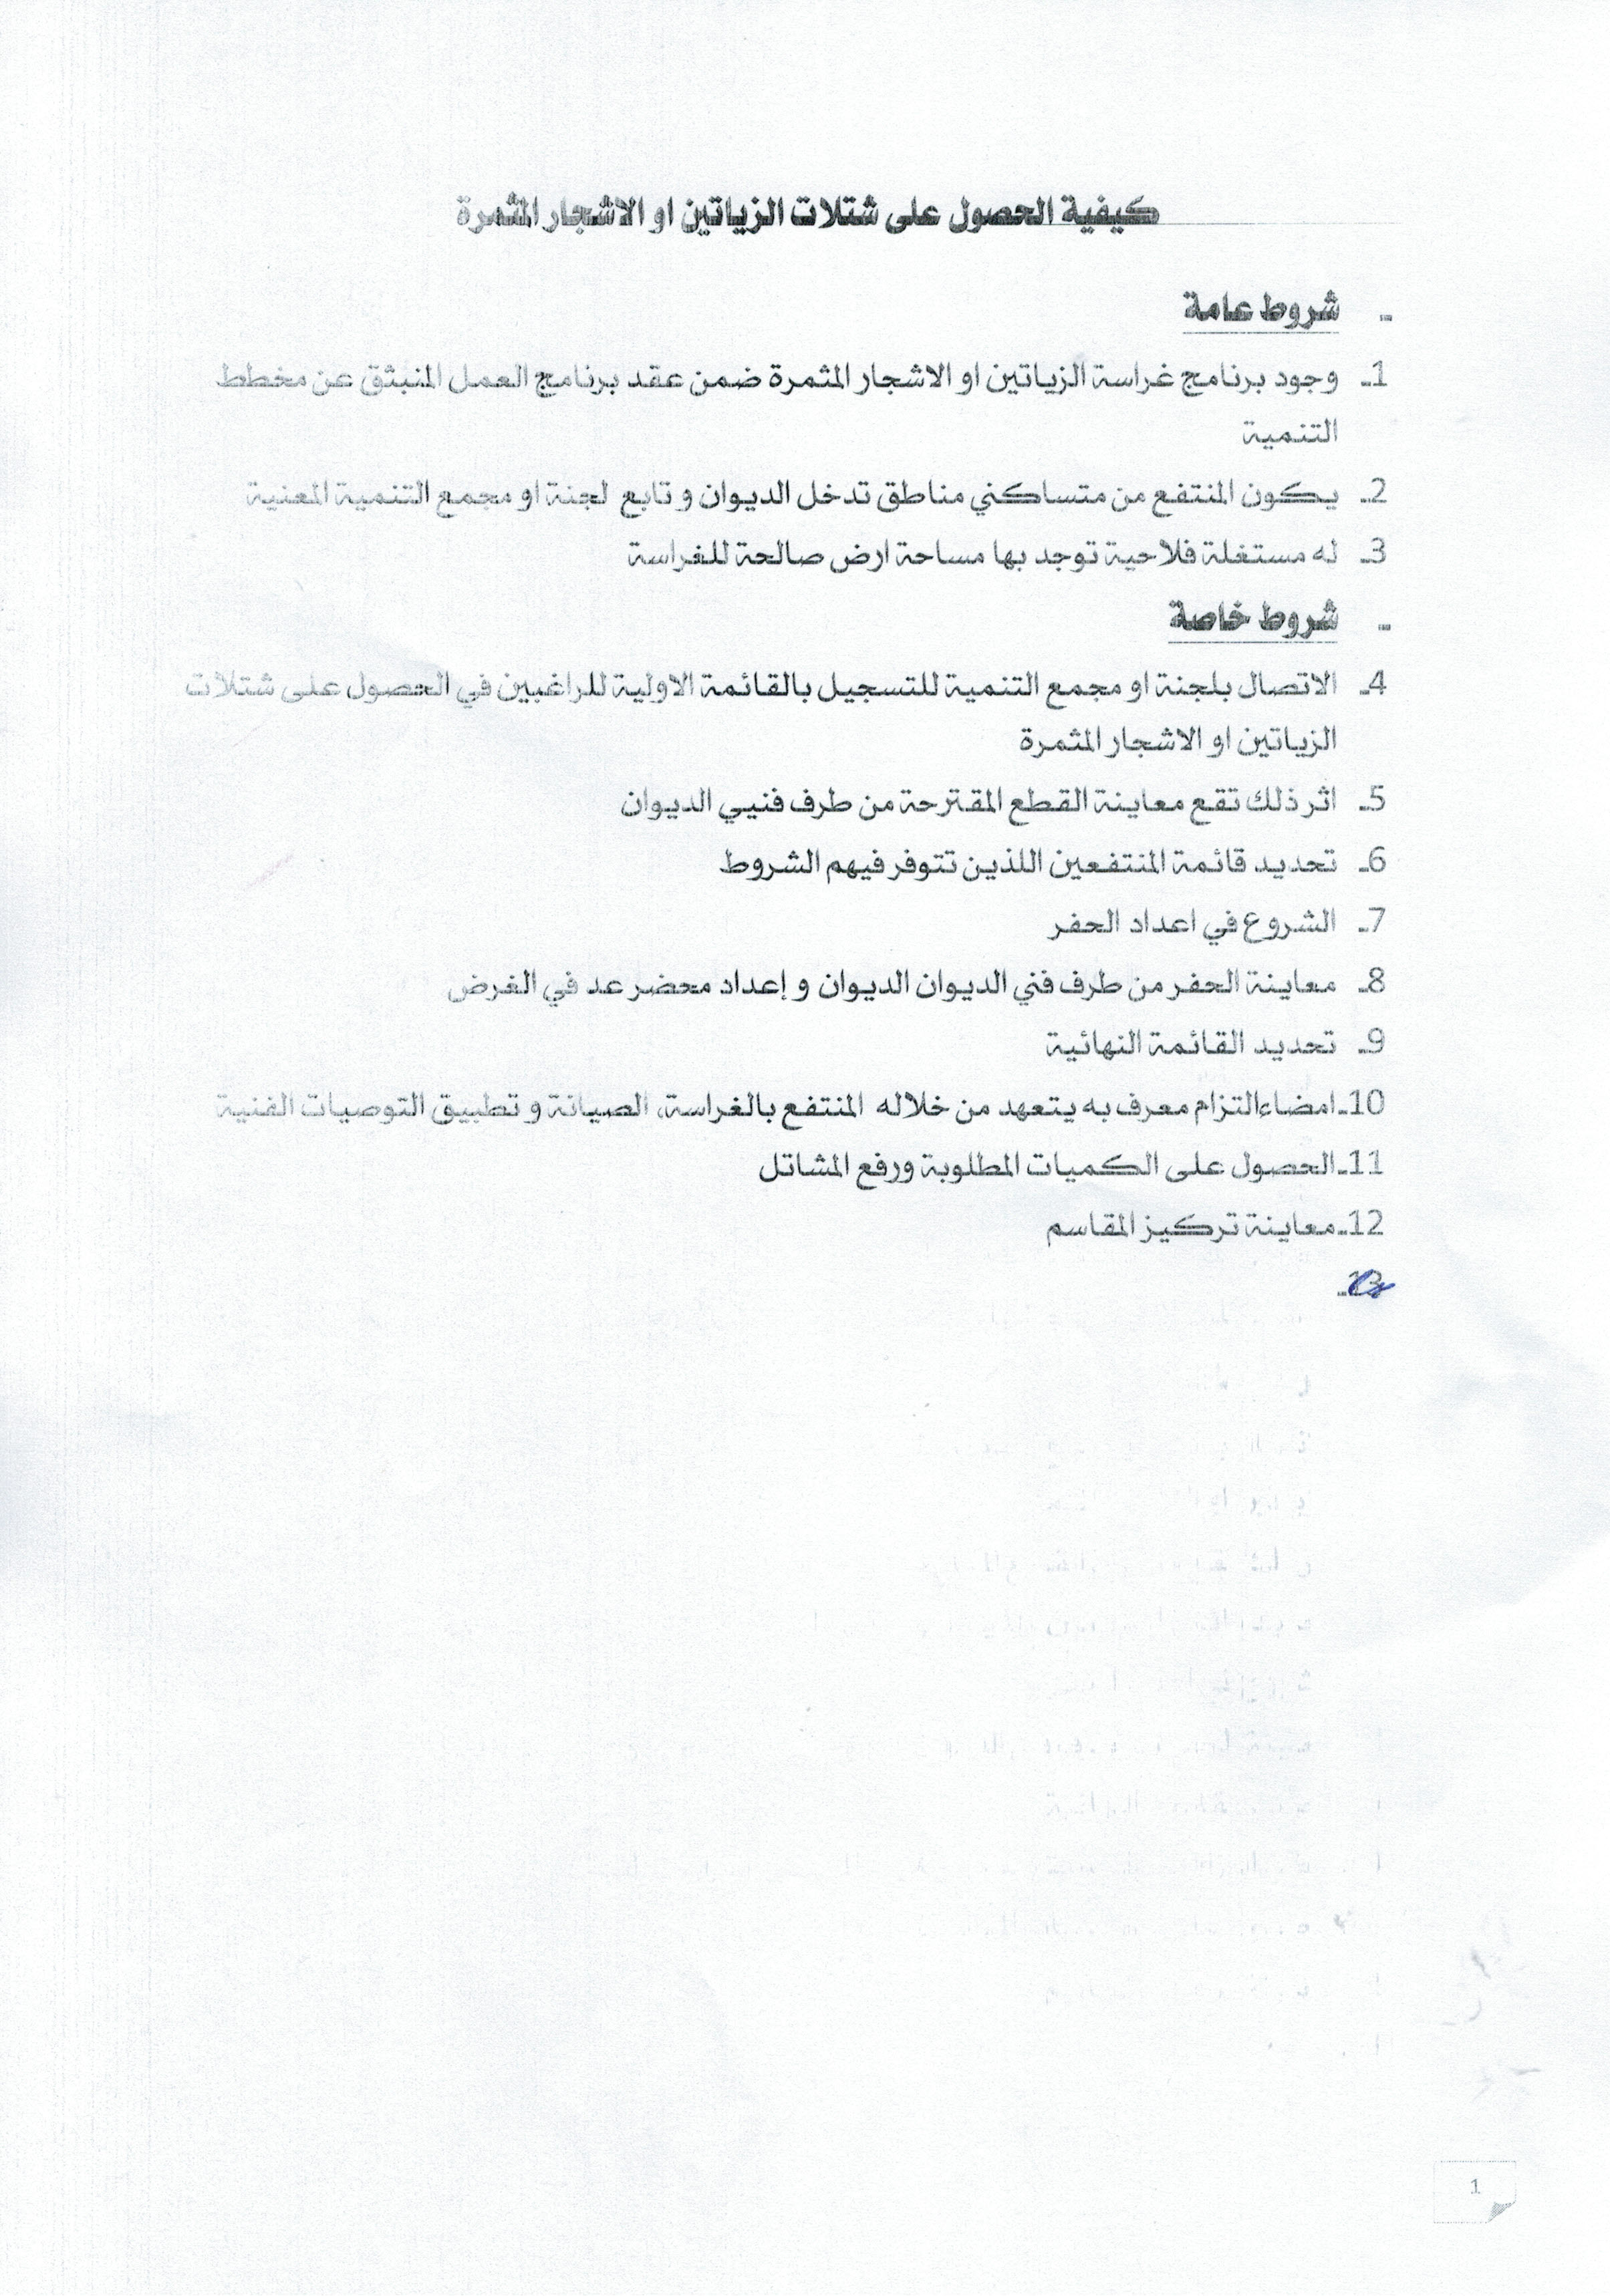 كيفية الحصول على شتلات الزياتين او الاشجار المثمرة
- شروط عامة
1- وجود برنامج غراسة الزياتين او الاشجار المثمرة ضمن عقد برنامج العمل المنبثق عن مخطط
التنمية
2- يكون المنتفع من متساكني مناطق تدخل الديوان و تابع لجنة او مجمع التنمية المعنية
3- له مستغلة فلاحية توجد بها مساحة ارض صالحة للغراسة
- شروط خاصة
4- الاتصال بلجنة او مجمع التنمية للتسجيل بالقائمة الاولية للراغبين في الحصول على شتلات
الزياتين او الاشجار المثمرة
5- اثر ذلك تقع معاينة القطع المقترحة من طرف فنيي الديوان
6- تحديد قائمة المنتفعين اللذين تتوفر فيهم الشروط
7- الشروع في اعداد الحفر
8- معاينة الحفر من طرف فني الديوان الديوان و إعداد محضر عد في الغرض
9- تحديد القائمة النهائية
10- امضاءالتزام معرف به يتعهد من خلاله المنتفع بالغراسة، الصيانة و تطبيق التوصيات الفنية
11- الحصول على الكميات المطلوبة ورفع المشاتل
12- معاينة تركيز المقاسم
13-
1